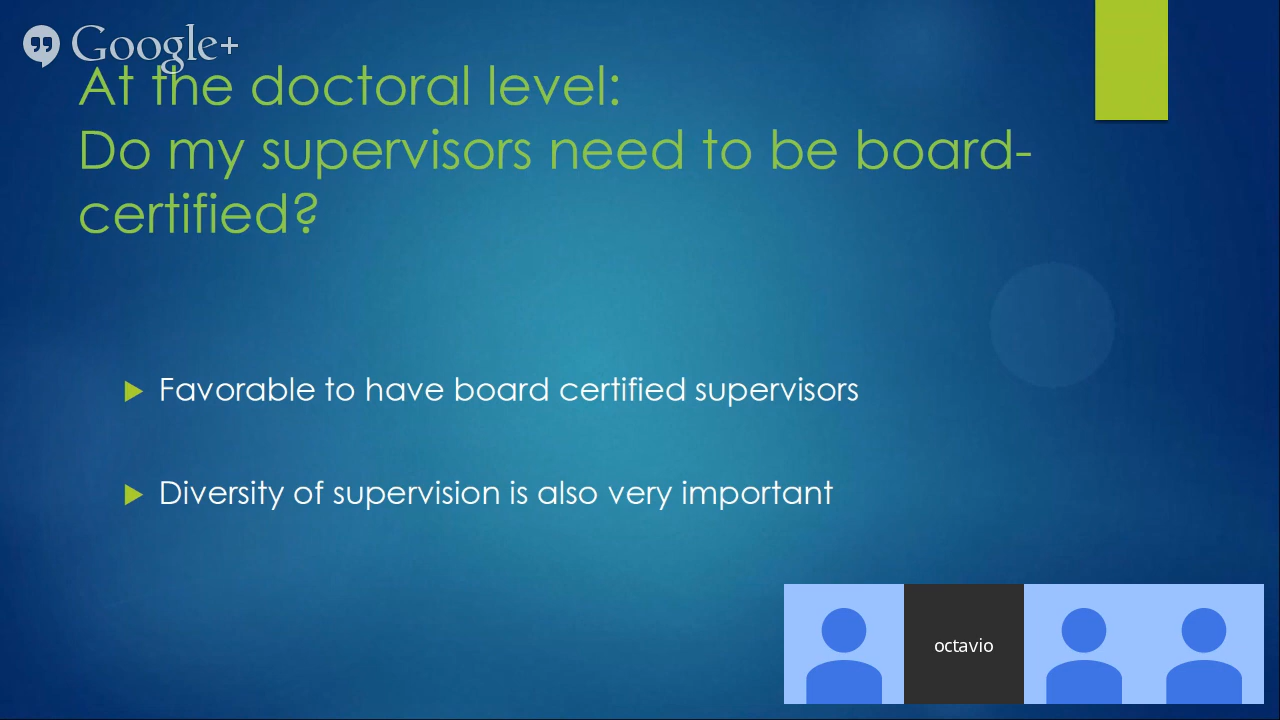 Google+
At the doctoral level:
Do my supervisors need to be board-
certified?
Favorable to have board certified supervisors
Diversity of supervision is also very important
octavio